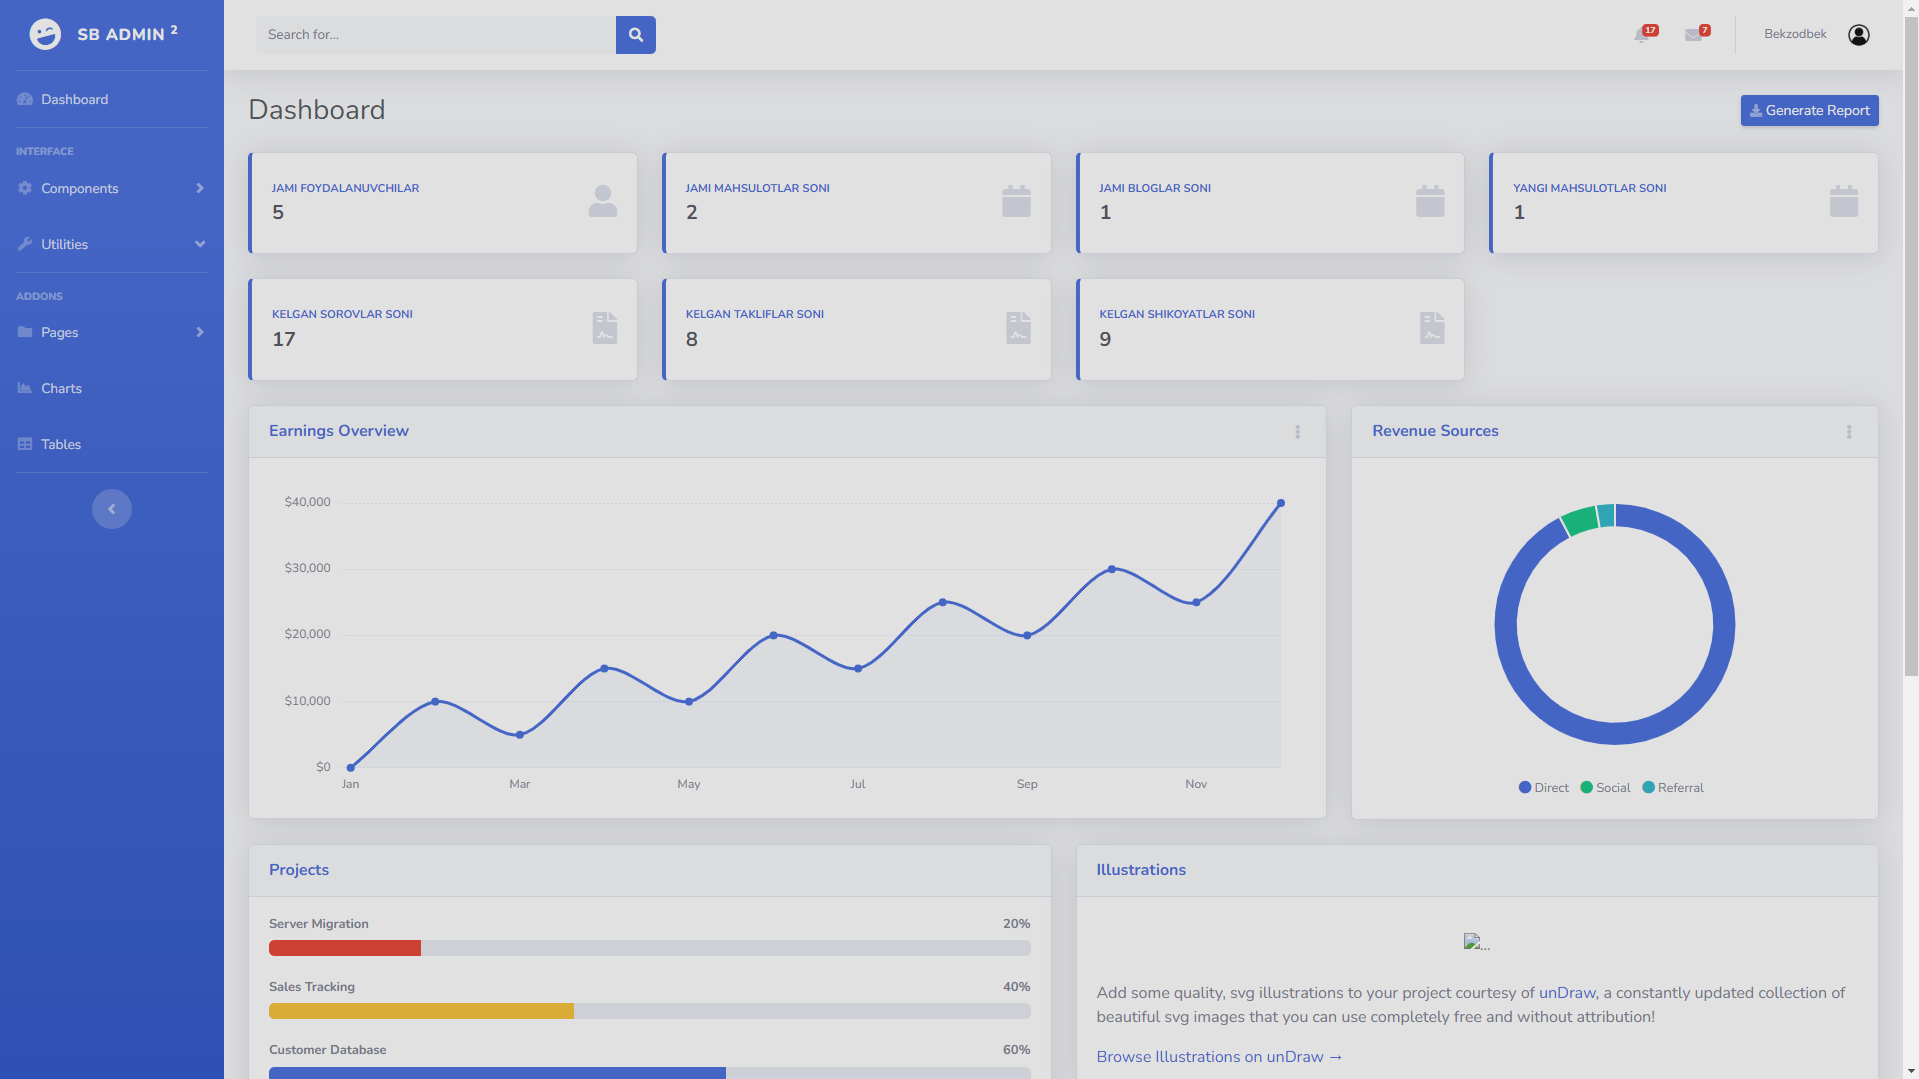 SB ADMIN 2
Search for...
17
7
Bekzodbek
Dashboard
INTERFACE
Components
Utilities
ADDONS
Pages
Charts
Tables
Dashboard
Generate Report
JAMI FOYDALANUVCHILAR
5
JAMI MAHSULOTLAR SONI
2
JAMI BLOGLAR SONI
1
YANGI MAHSULOTLAR SONI
1
KELGAN SOROVLAR SONI
17
KELGAN TAKLIFLAR SONI
8
KELGAN SHIKOYATLAR SONI
9
Earnings Overview
$40,000
$30,000
$20,000
$10,000
$0
Jan Mar May Jul Sep Nov
Revenue Sources
Direct Social Referral
Projects
Server Migration 20%
Sales Tracking 40%
Customer Database 60%
Illustrations
...
Add some quality, svg illustrations to your project courtesy of unDraw, a constantly updated collection of
beautiful svg images that you can use completely free and without attribution!
Browse Illustrations on unDraw →